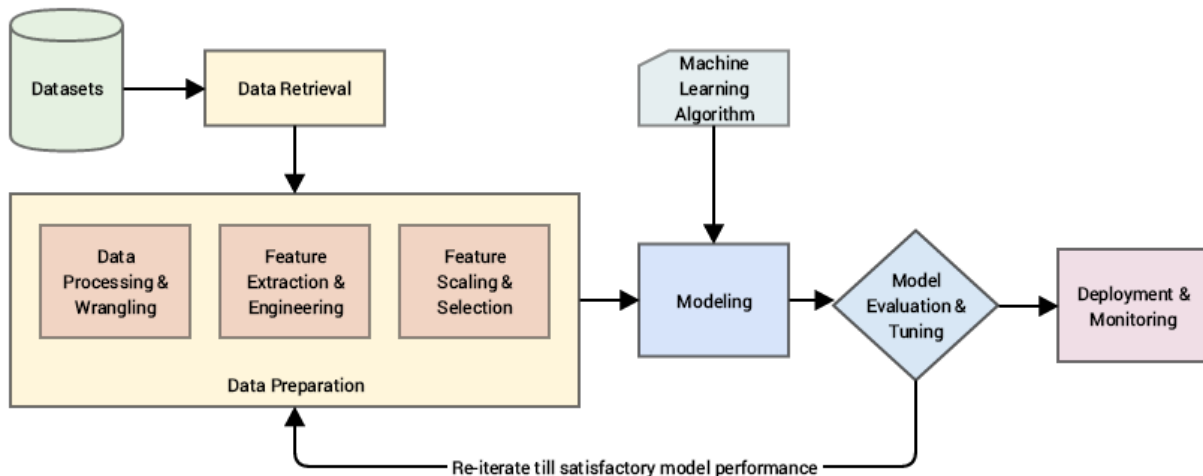 Datasets
Data Retrieval
Machine
Learning
Algorithm
Data
Processing &
Wrangling
Feature
Extraction &
Engineering
Feature
Scaling &
Selection
Data Preparation
Modeling
Model
Evaluation &
Tuning
Deployment &
Monitoring
Re-iterate till satisfactory model performance